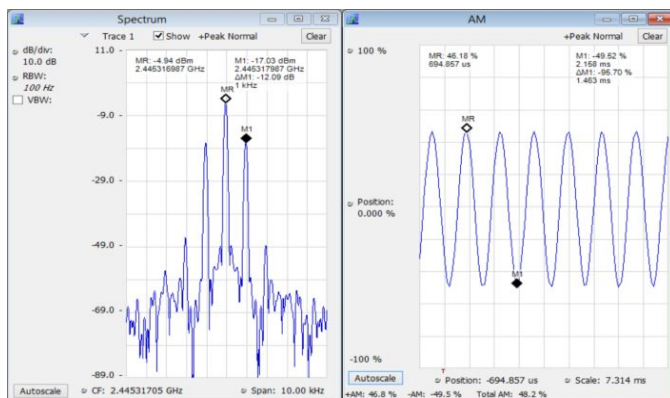 Spectrum
dB/div:
10.0 dB
RBW:
100 Hz
VBW:
Trace 1
Show
+Peak Normal
Clear
11.0
MR: -4.94 dBm
2.445316987 GHz
M1: -17.03 dBm
2.445317987 GHz
ΔM1: -12.09 dB
1 kHz
MR
M1
-9.0
-29.0
-49.0
-69.0
-89.0
Autoscale
CF: 2.44531705 GHz
Span: 10.00 kHz
AM
+Peak Normal
Clear
100 %
MR: 46.18 %
694.857 us
M1: -49.52 %
2.158 ms
ΔM1: -95.70 %
1.463 ms
MR
Position:
0.000 %
M1
-100 %
T
Autoscale
Position: -694.857 us
Scale: 7.314 ms
+AM: 46.8 % -AM: -49.5 % Total AM: 48.2 %